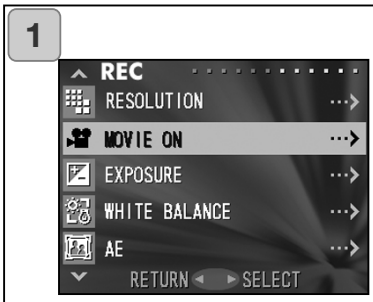 1
REC
RESOLUTION
MOVIE ON
EXPOSURE
WHITE BALANCE
AE
RETURN SELECT